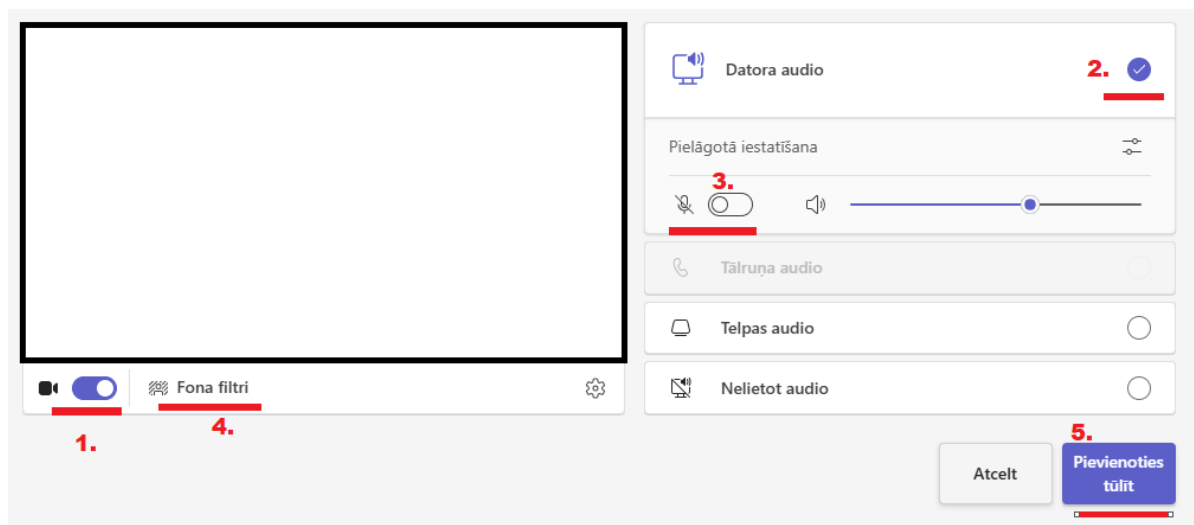 Datora audio
2.
Pielāgotā iestatīšana
3.
Tālruņa audio
Telpas audio
Fona filtri
Nelietot audio
1.
4.
5.
Atcelt
Pievienoties
tūlīt